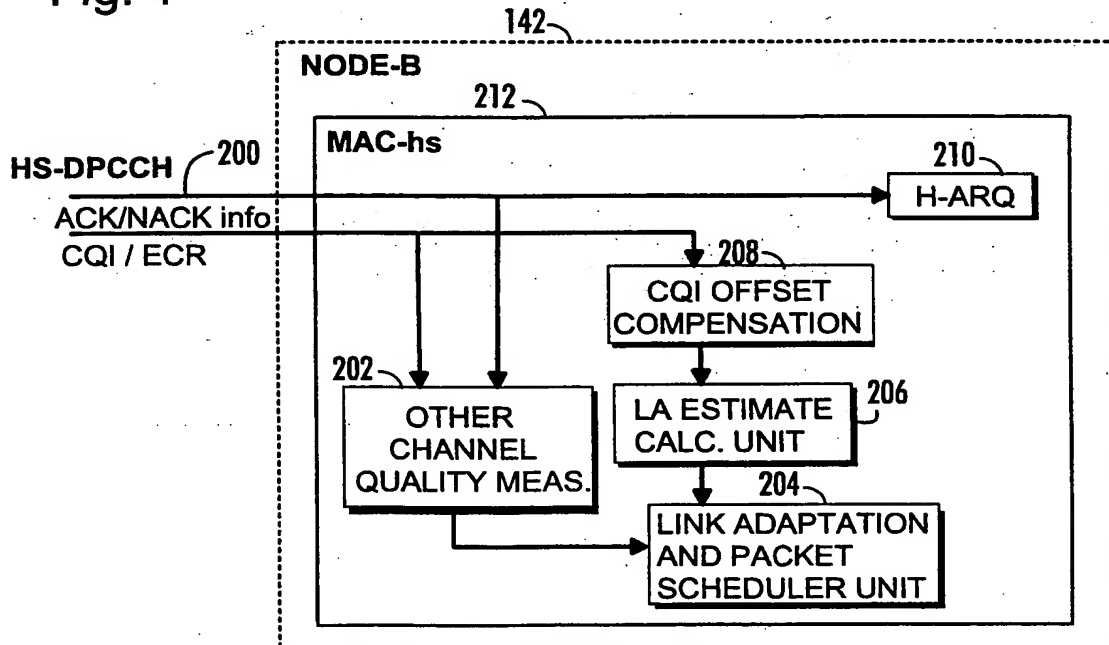 142
NODE-B
212
MAC-hs
HS-DPCCH
200
210
H-ARQ
ACK/NACK info
CQI / ECR
208
CQI OFFSET
COMPENSATION
202
OTHER
CHANNEL
QUALITY MEAS.
206
LA ESTIMATE
CALC. UNIT
204
LINK ADAPTATION
AND PACKET
SCHEDULER UNIT